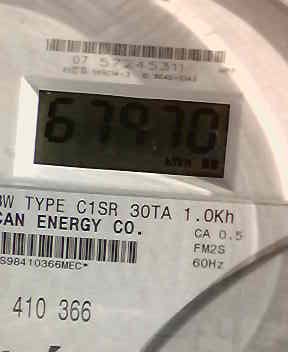 07 57245311
67970
KWH
W TYPE C1SR 30TA 1.0Kh
CAN ENERGY CO.
CA 0.5
FM2S
60Hz
S98410366MEC*
410 366